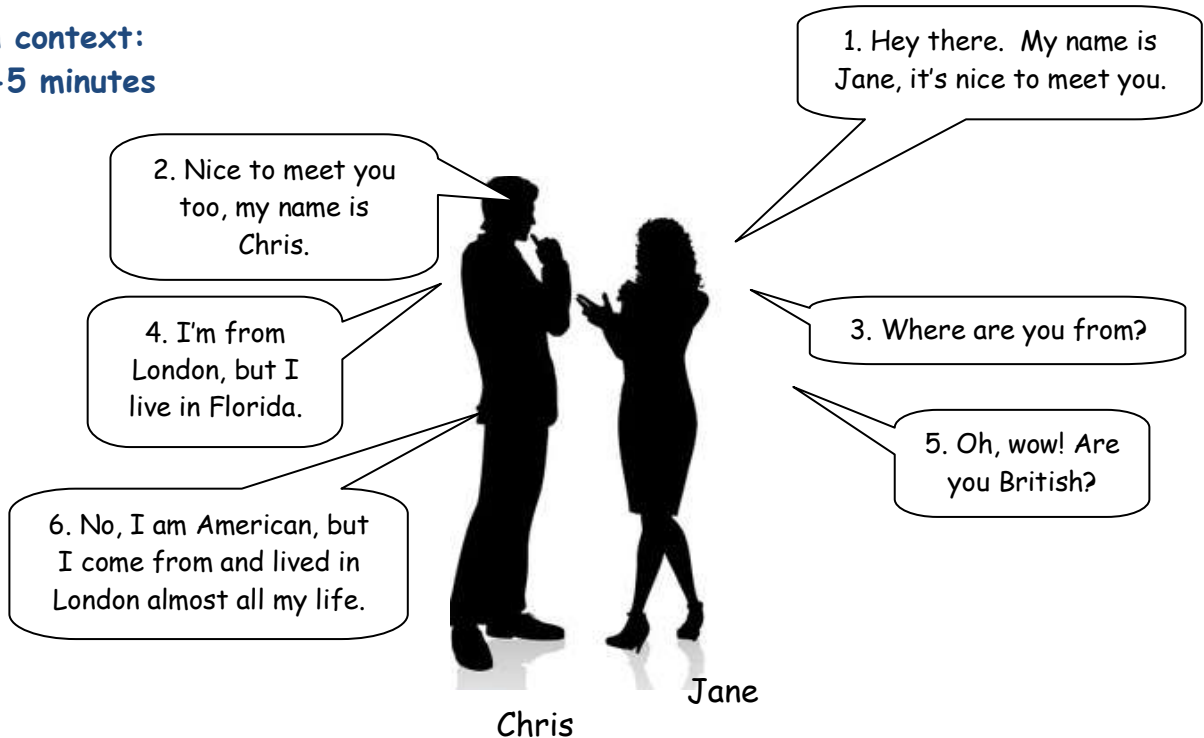 context:
5 minutes
1. Hey there.  My name is
Jane, it's nice to meet you.
2. Nice to meet you
too, my name is
Chris.
3. Where are you from?
4. I'm from
London, but I
live in Florida.
5. Oh, wow! Are
you British?
6. No, I am American, but
I come from and lived in
London almost all my life.
Jane
Chris